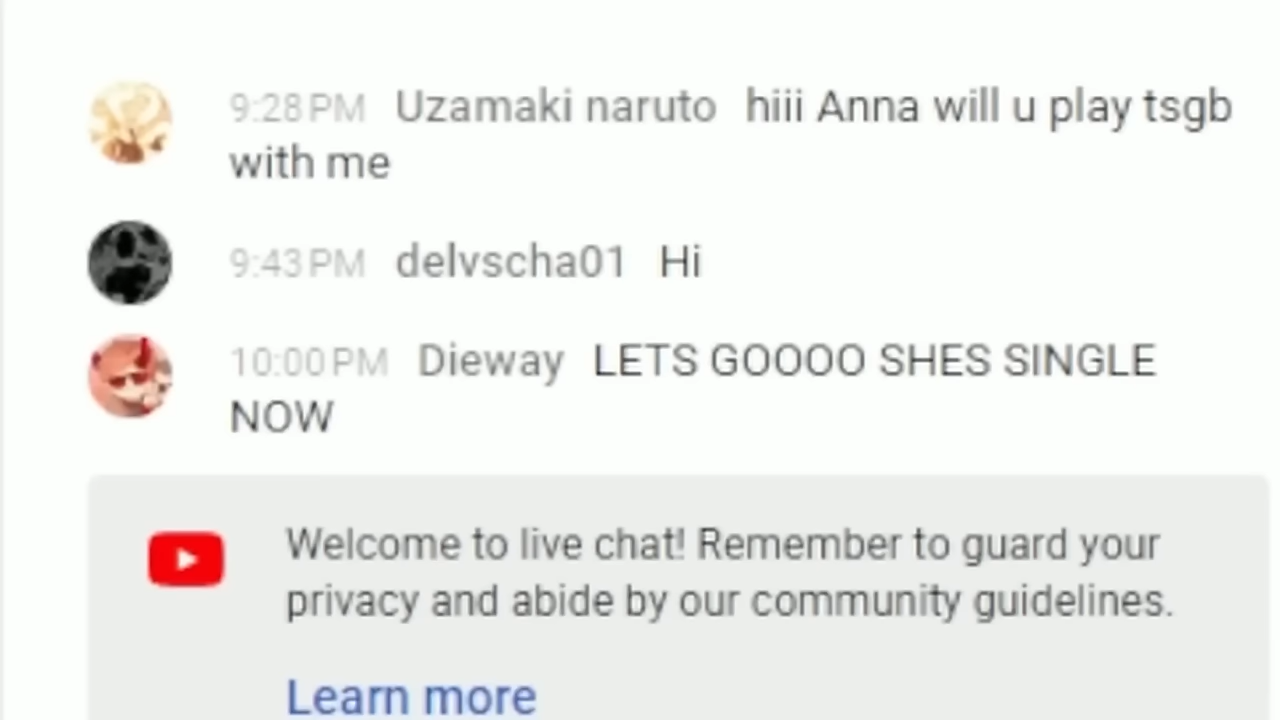 9:28 PM Uzamaki naruto hiii Anna will u play tsgb
with me
9:43 PM delvscha01 Hi
10:00 PM Dieway LETS GOOOO SHES SINGLE
NOW
Welcome to live chat! Remember to guard your
privacy and abide by our community guidelines.
Learn more